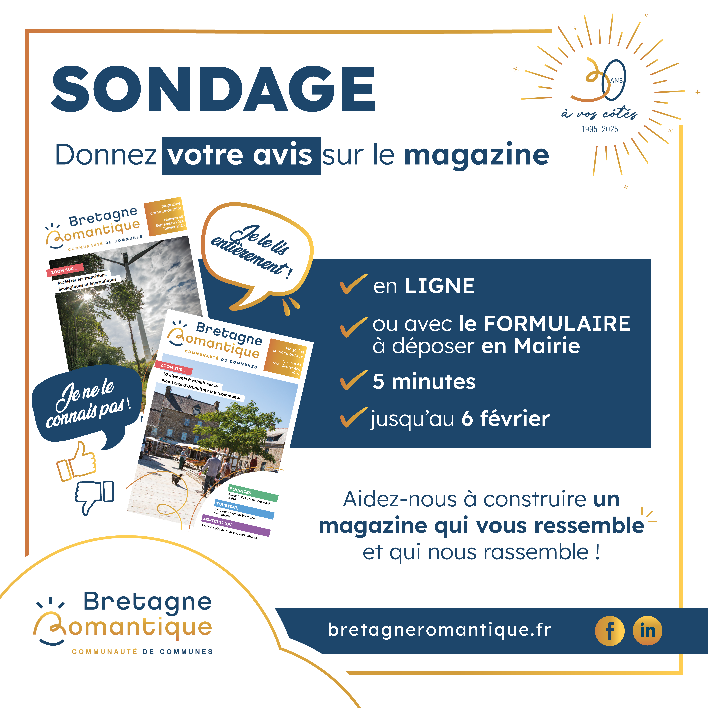 SONDAGE
30 ANS
à vos côtés
1995-2025
Donnez votre avis sur le magazine
Bretagne
Romantique
COMMUNAUTÉ DE COMMUNES
Je le lis
entièrement !
Bretagne
Romantique
COMMUNAUTÉ DE COMMUNES
Je ne le
connais pas !
en LIGNE
ou avec le FORMULAIRE
à déposer en Mairie
5 minutes
jusqu'au 6 février
Aidez-nous à construire un
magazine qui vous ressemble
et qui nous rassemble !
Bretagne
Romantique
COMMUNAUTÉ DE COMMUNES
bretagneromantique.fr
f in